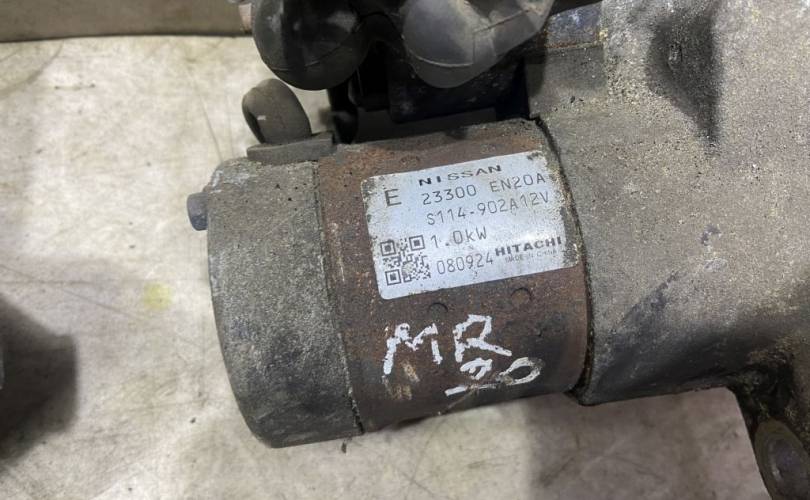 NISSAN
E 23300 EN20A
S114-902A12V
1.0kW
080924 HITACHI
MADE IN CHINA
MR
20